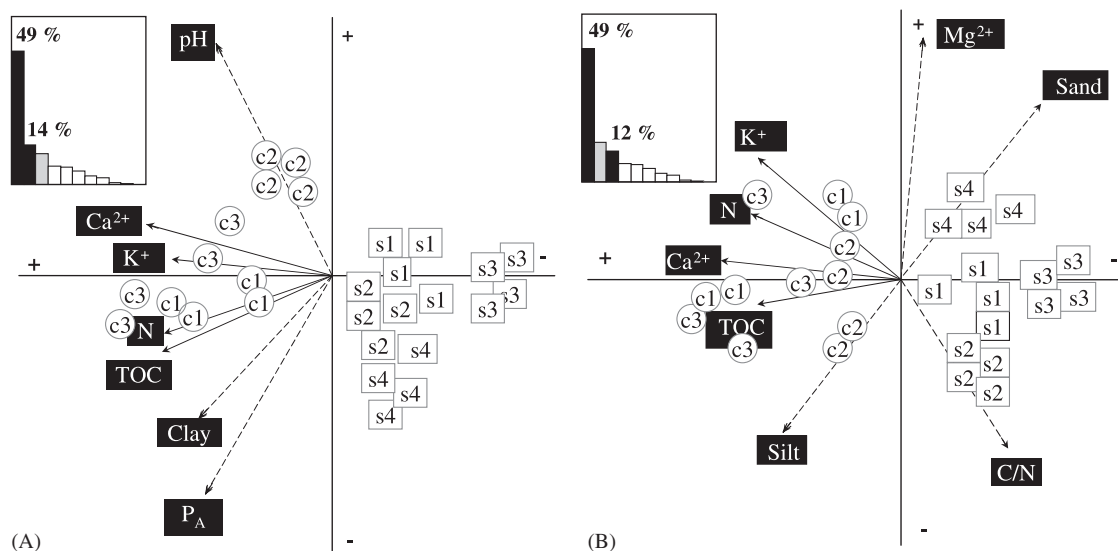 49 %
14 %
pH
+
Ca²⁺
K⁺
+
-
N
TOC
Clay
P_A
-
c2
c2
c2
c2
c3
c3
c3
c1
c1
c1
c1
c3
s1
s1
s1
s3
s3
s2
s1
s3
s3
s2
s2
s2
s4
s4
s4
s4
(A)
49 %
12 %
+
Mg²⁺
Sand
K⁺
N
Ca²⁺
+
-
TOC
Silt
C/N
-
c3
c1
c1
c2
c2
c3
c1
c1
c3
c3
c2
c2
s4
s4
s4
s4
s1
s1
s1
s1
s3
s3
s3
s3
s2
s2
s2
s2
(B)